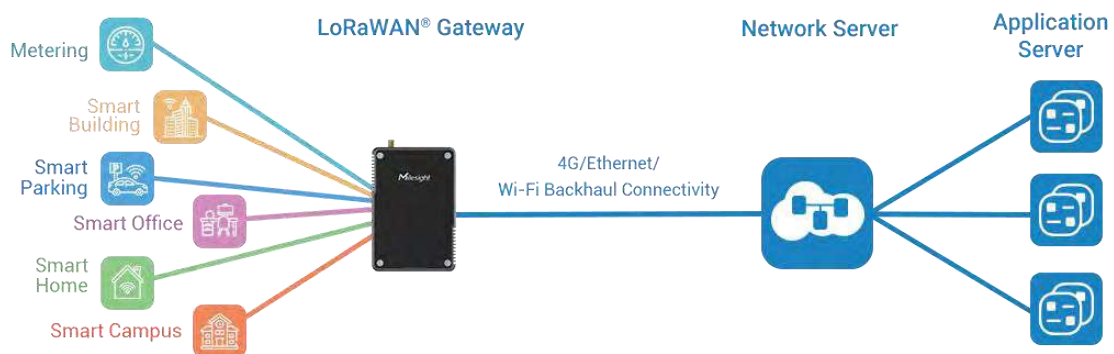 LoRaWAN® Gateway
Network Server
Application
Server
Metering
Smart
Building
Smart
Parking
Smart Office
Smart
Home
Smart Campus
Milesight
4G/Ethernet/
Wi-Fi Backhaul Connectivity